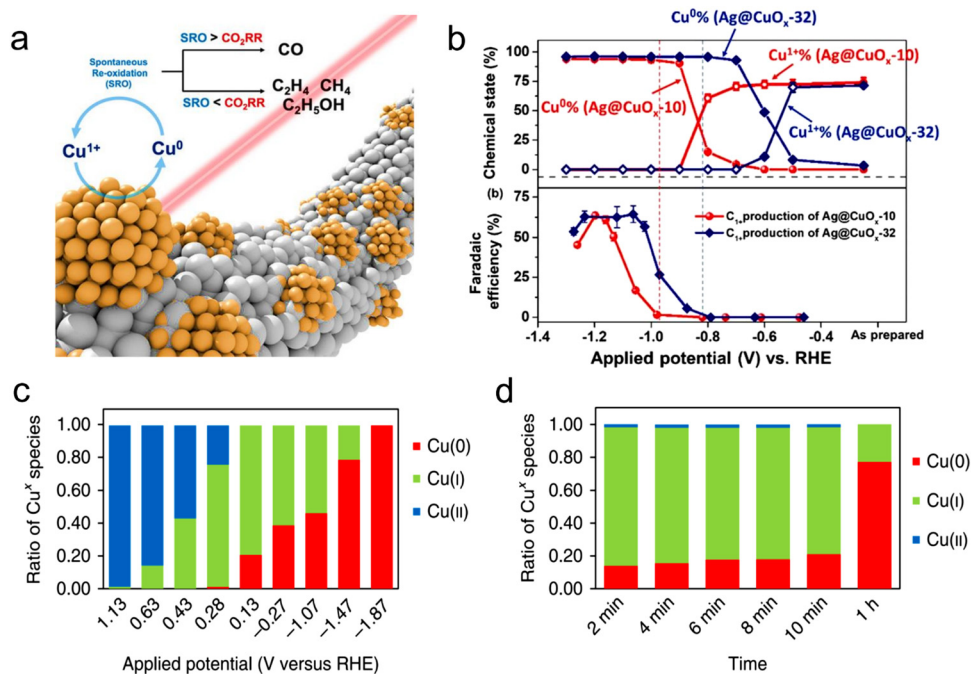 a
SRO > CO₂RR
CO
Spontaneous
Re-oxidation
(SRO)
C₂H₄ CH₄
SRO < CO₂RR
C₂H₅OH
Cu¹⁺
Cu⁰
b
Cu⁰% (Ag@CuOₓ-32)
Cu¹⁺% (Ag@CuOₓ-10)
Cu⁰% (Ag@CuOₓ-10)
Cu¹⁺% (Ag@CuOₓ-32)
Chemical state (%)
100
75
50
25
0
(b)
C₁₊production of Ag@CuOₓ-10
C₁₊production of Ag@CuOₓ-32
Faradaic
efficiency (%)
75
50
25
0
-1.4 -1.2 -1.0 -0.8 -0.6 -0.4 As prepared
Applied potential (V) vs. RHE
c
Ratio of Cuˣ species
1.00
0.80
0.60
0.40
0.20
0.00
Cu(0)
Cu(I)
Cu(II)
1.13 0.63 0.43 0.28 0.13 −0.27 −1.07 −1.47 −1.87
Applied potential (V versus RHE)
d
Ratio of Cuˣ species
1.00
0.80
0.60
0.40
0.20
0.00
Cu(0)
Cu(I)
Cu(II)
2 min 4 min 6 min 8 min 10 min 1 h
Time